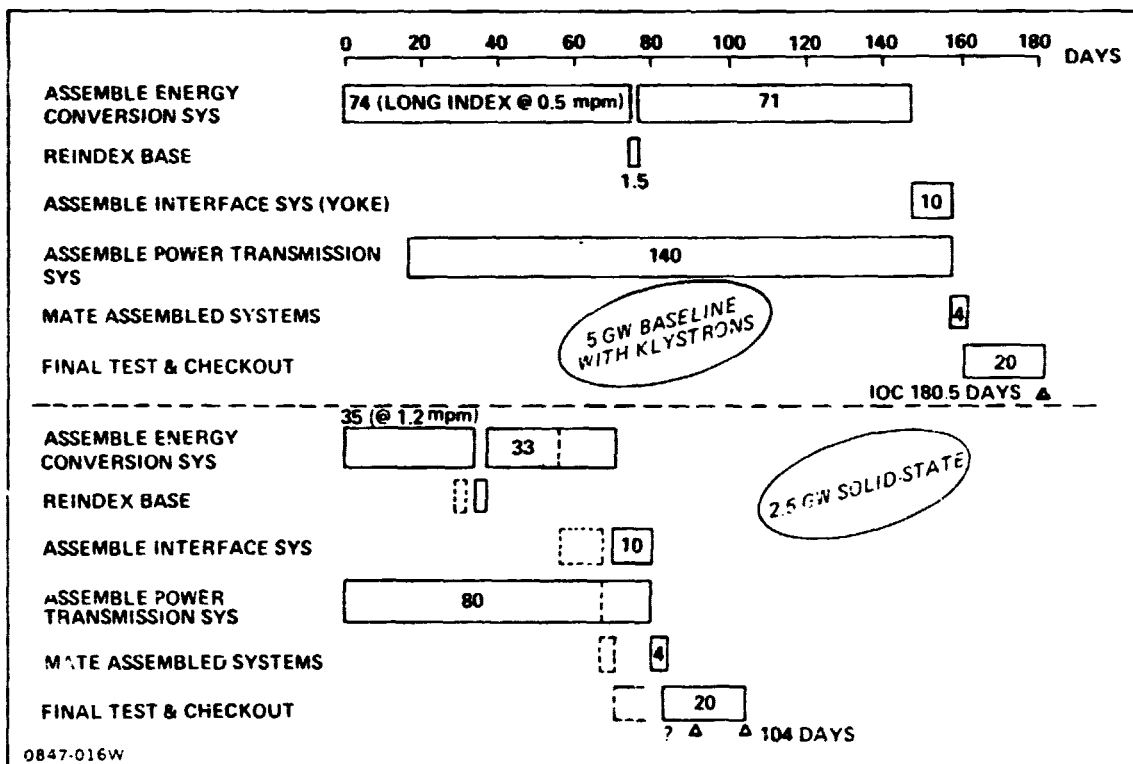 0 20 40 60 80 100 120 140 160 180 DAYS
ASSEMBLE ENERGY
CONVERSION SYS
74 (LONG INDEX @ 0.5 mpm) 71
REINDEX BASE
1.5
ASSEMBLE INTERFACE SYS (YOKE) 10
ASSEMBLE POWER TRANSMISSION
SYS
140
MATE ASSEMBLED SYSTEMS 4
5 GW BASELINE
WITH KLYSTRONS
FINAL TEST & CHECKOUT 20
IOC 180.5 DAYS
35 (@ 1.2 mpm)
ASSEMBLE ENERGY
CONVERSION SYS
33
2.5 GW SOLID-STATE
REINDEX BASE
ASSEMBLE INTERFACE SYS 10
ASSEMBLE POWER
TRANSMISSION SYS
80
MATE ASSEMBLED SYSTEMS 4
FINAL TEST & CHECKOUT 20
? 104 DAYS
0847-016W